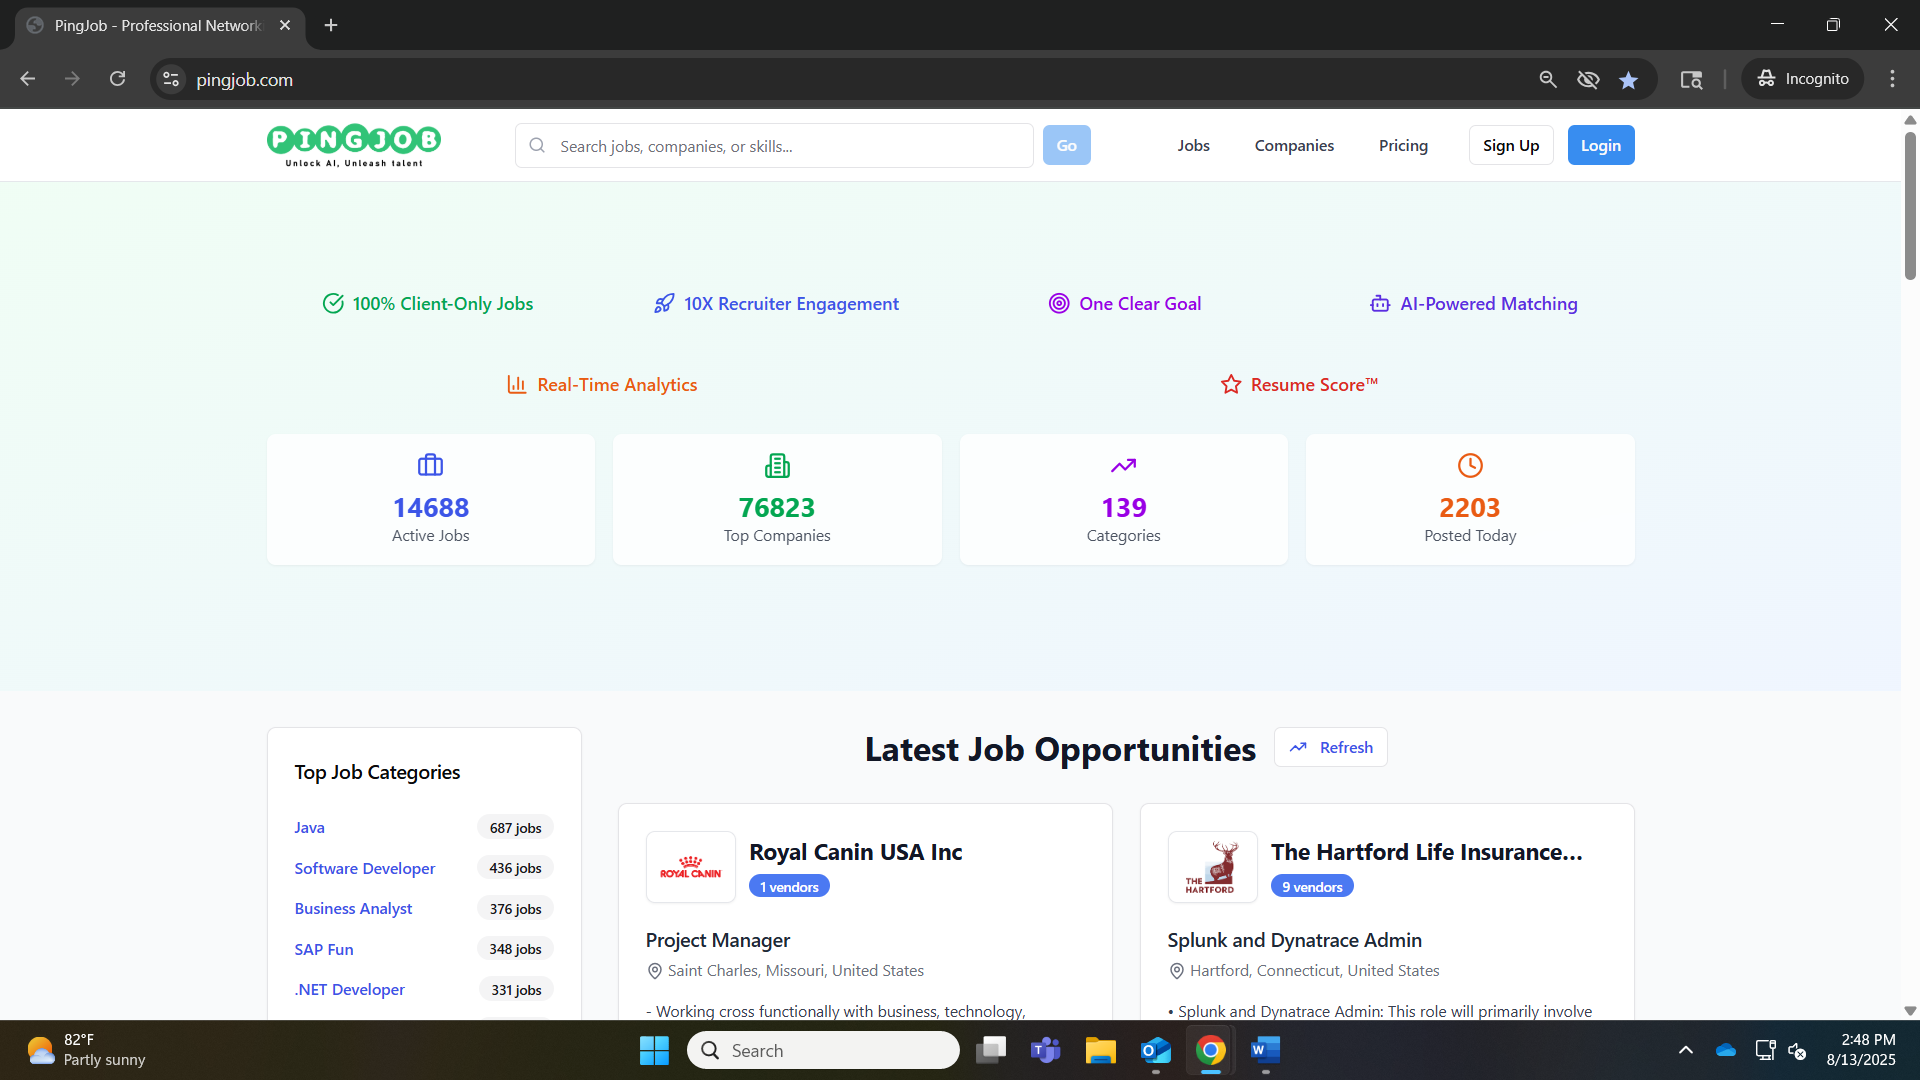 PingJob - Professional Network
pingjob.com
Incognito
PINGJOB
Unlock AI, Unleash talent
Search jobs, companies, or skills...
Go
Jobs
Companies
Pricing
Sign Up
Login
100% Client-Only Jobs
10X Recruiter Engagement
One Clear Goal
AI-Powered Matching
Real-Time Analytics
Resume Score™
14688
Active Jobs
76823
Top Companies
139
Categories
2203
Posted Today
Top Job Categories
Java
687 jobs
Software Developer
436 jobs
Business Analyst
376 jobs
SAP Fun
348 jobs
.NET Developer
331 jobs
Latest Job Opportunities
Refresh
ROYAL CANIN
Royal Canin USA Inc
1 vendors
Project Manager
Saint Charles, Missouri, United States
- Working cross functionally with business, technology,
THE
HARTFORD
The Hartford Life Insurance...
9 vendors
Splunk and Dynatrace Admin
Hartford, Connecticut, United States
• Splunk and Dynatrace Admin: This role will primarily involve
82°F
Partly sunny
Search
2:48 PM
8/13/2025